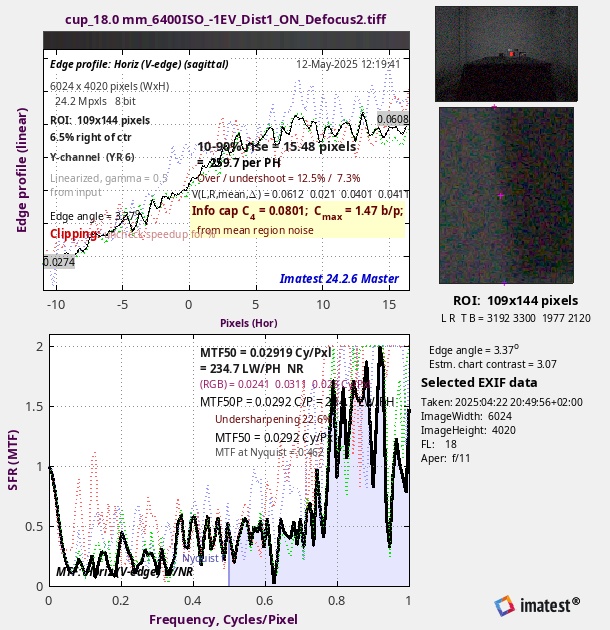 cup_18.0 mm_6400ISO_-1EV_Dist1_ON_Defocus2.tiff
Edge profile: Horiz (V-edge) (sagittal)
12-May-2025 12:19:41
6024 x 4020 pixels (WxH)
24.2 Mpxls 8 bit
ROI: 109x144 pixels
6.5% right of ctr
Y-channel (YR 6)
Linearized, gamma = 0.5
from input
Edge angle = 3.37°
Clipping
0.0608
10-90% rise = 15.48 pixels
= 259.7 per PH
Over / undershoot = 12.5% / 7.3%
V(L,R,mean,Δ) = 0.0612 0.021 0.0401 0.0411
Info cap C4 = 0.0801; Cmax = 1.47 b/p;
from mean region noise
0.0274
Imatest 24.2.6 Master
Edge profile (linear)
-10 -5 0 5 10 15
Pixels (Hor)
MTF50 = 0.02919 Cy/Pxl
= 234.7 LW/PH NR
(RGB) = 0.0241 0.0311
MTF50P = 0.0292 C/P =
LW/PH
Undersharpening 22.6%
MTF50 = 0.0292 Cy/Pxl
MTF at Nyquist = 0.462
Nyquist f
MTF: Horiz(V-edge)
/NR
SFR (MTF)
2
1.5
1
0.5
0
0 0.2 0.4 0.6 0.8 1
Frequency, Cycles/Pixel
ROI: 109x144 pixels
L R T B = 3192 3300 1977 2120
Edge angle = 3.37°
Estm. chart contrast = 3.07
Selected EXIF data
Taken: 2025:04:22 20:49:56+02:00
ImageWidth: 6024
ImageHeight: 4020
FL: 18
Aper: f/11
imatest®